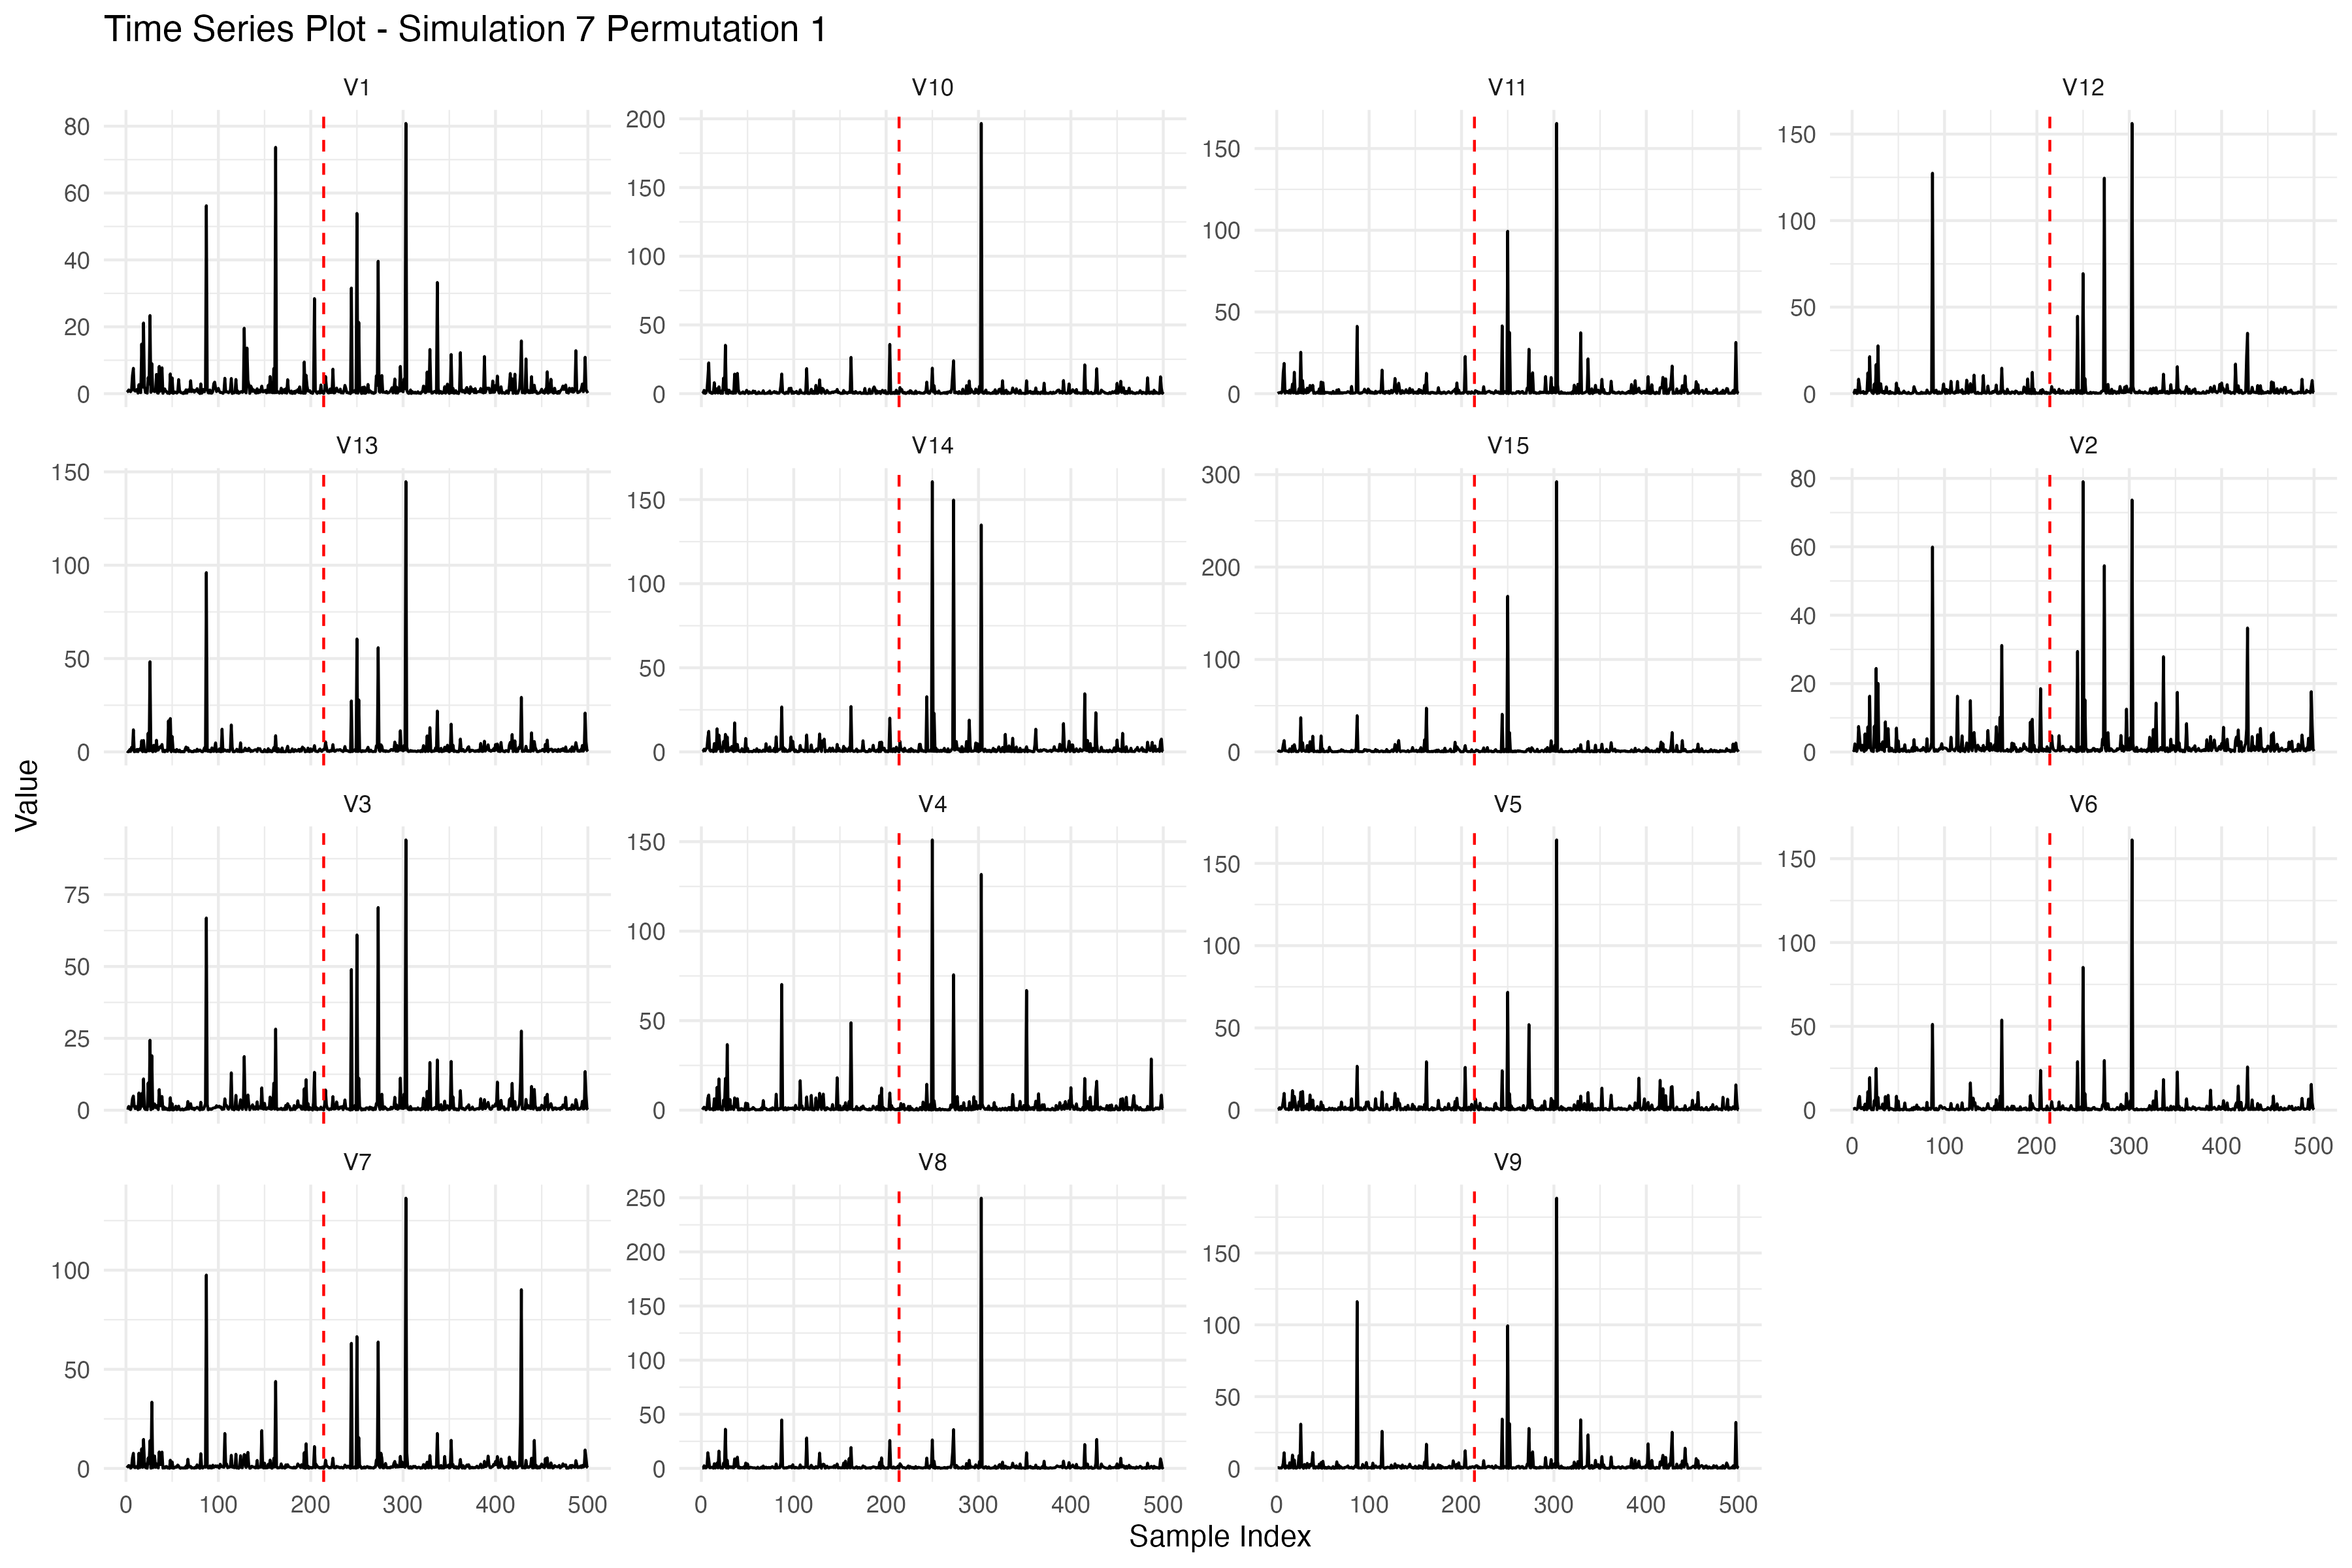 Time Series Plot - Simulation 7 Permutation 1
V1 V10 V11 V12
80 200 150 150
60 150 100 100
40 100 50 50
20 50 0 0
0 0
V13 V14 V15 V2
150 150 300 80
100 100 200 60
50 50 100 40
0 0 0 20
0
Value
V3 V4 V5 V6
75 150 150 150
50 100 100 100
25 50 50 50
0 0 0 0
0 100 200 300 400 500
V7 V8 V9
100 250 150
50 200 100
0 150 50
100 0
50
0
0 100 200 300 400 500 0 100 200 300 400 500 0 100 200 300 400 500
Sample Index